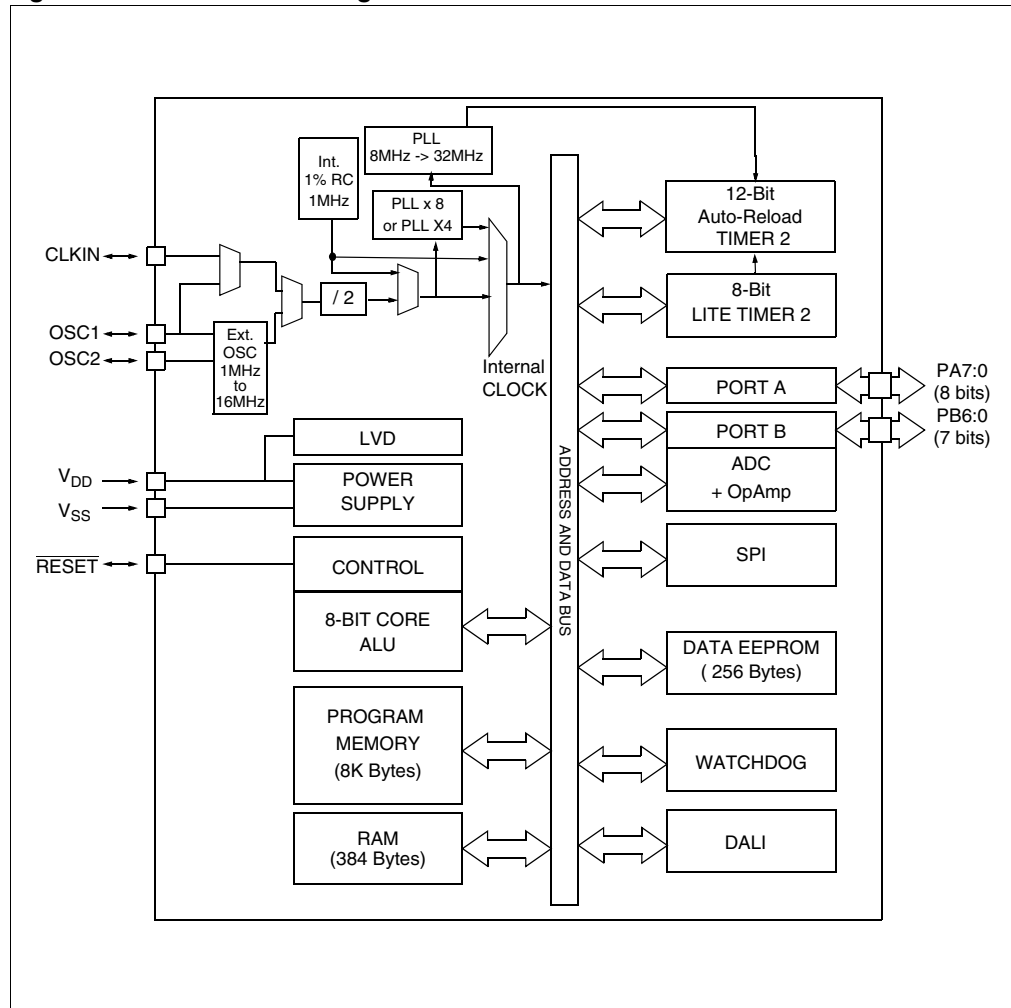 PLL
8MHz -> 32MHz
Int.
1% RC
1MHz
PLL x 8
or PLL X4
12-Bit
Auto-Reload
TIMER 2
CLKIN
/ 2
8-Bit
LITE TIMER 2
OSC1
OSC2
Ext.
OSC
1MHz
to
16MHz
Internal
CLOCK
PORT A
PA7:0
(8 bits)
PORT B
PB6:0
(7 bits)
LVD
ADC
+ OpAmp
VDD
VSS
POWER
SUPPLY
ADDRESS AND DATA BUS
RESET
CONTROL
SPI
8-BIT CORE
ALU
DATA EEPROM
( 256 Bytes)
PROGRAM
MEMORY
(8K Bytes)
WATCHDOG
RAM
(384 Bytes)
DALI